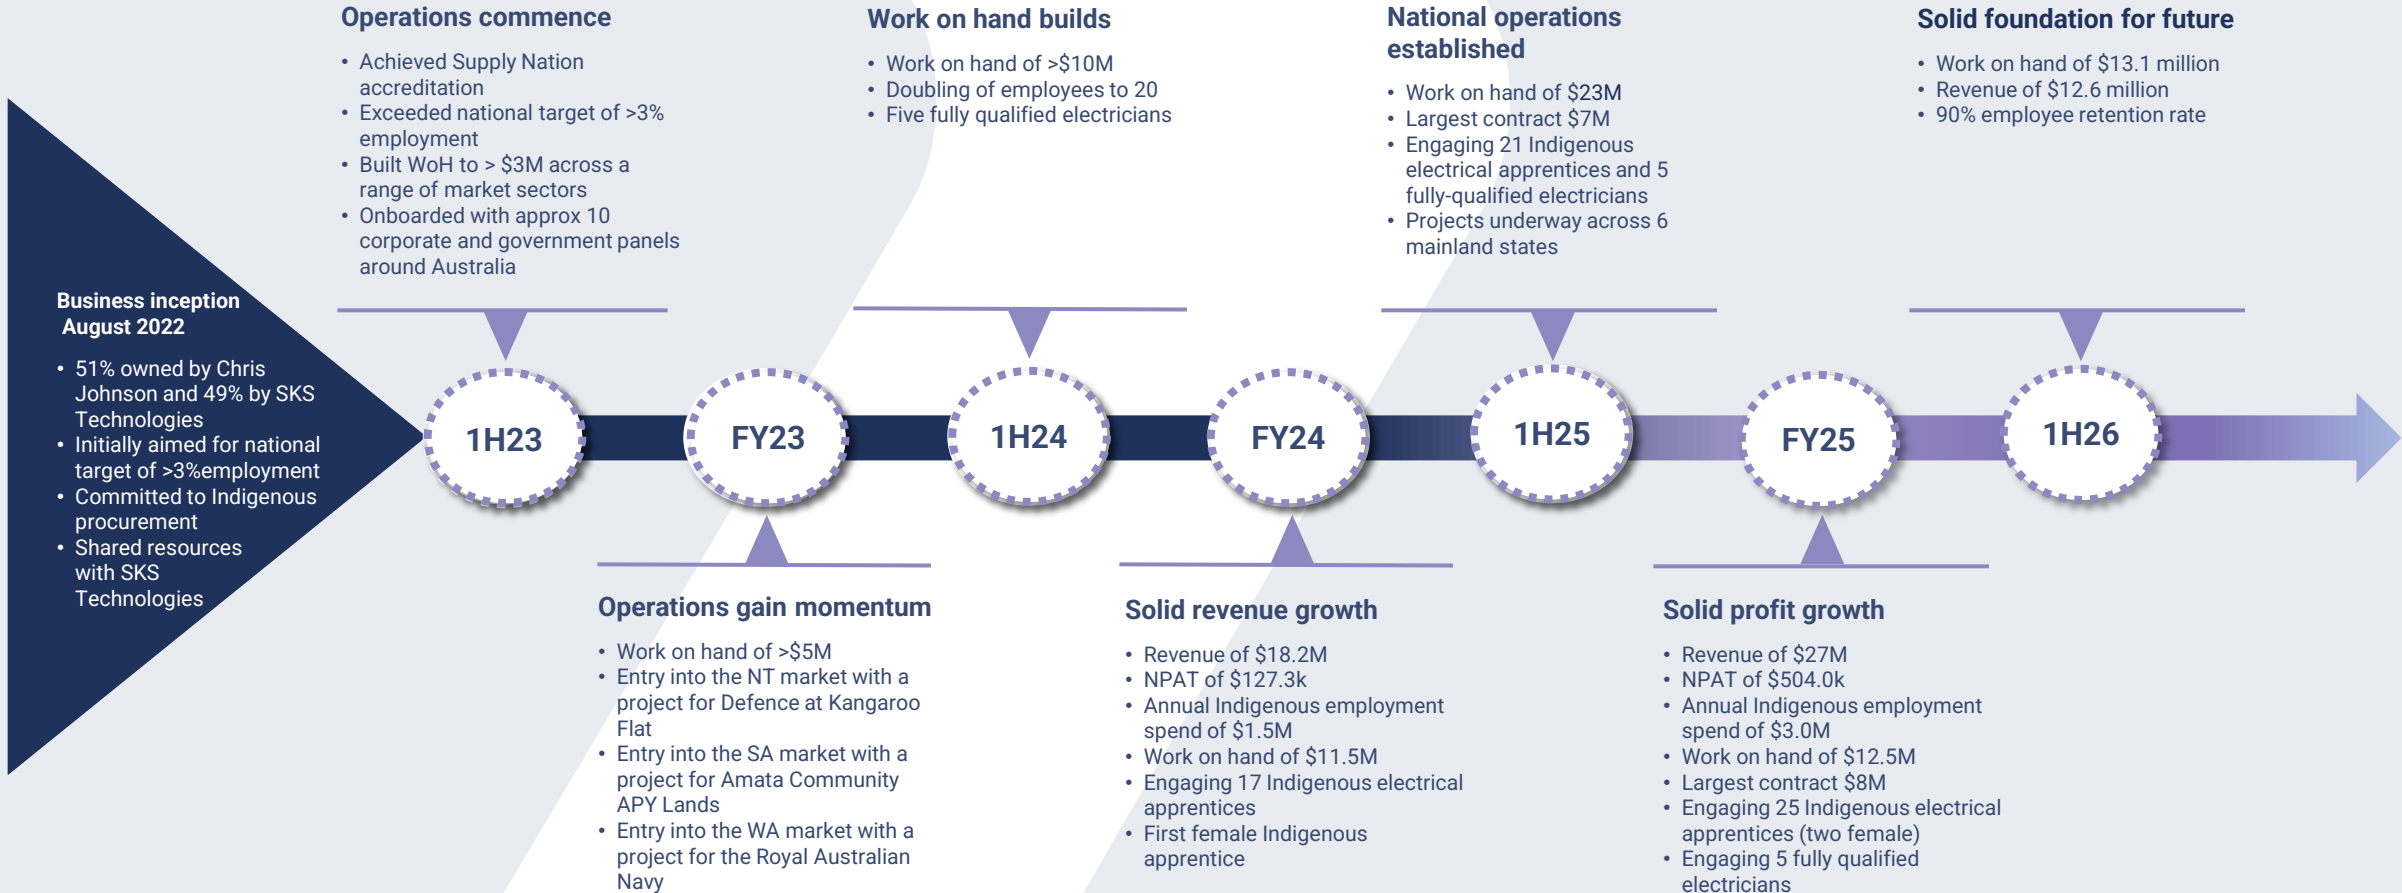 Business inception
August 2022
• 51% owned by Chris
Johnson and 49% by SKS
Technologies
• Initially aimed for national
target of >3%employment
• Committed to Indigenous
procurement
• Shared resources
with SKS
Technologies
Operations commence
• Achieved Supply Nation
accreditation
• Exceeded national target of >3%
employment
• Built WoH to > $3M across a
range of market sectors
• Onboarded with approx 10
corporate and government panels
around Australia
1H23
FY23
Operations gain momentum
• Work on hand of >$5M
• Entry into the NT market with a
project for Defence at Kangaroo
Flat
• Entry into the SA market with a
project for Amata Community
APY Lands
• Entry into the WA market with a
project for the Royal Australian
Navy
Work on hand builds
• Work on hand of >$10M
• Doubling of employees to 20
• Five fully qualified electricians
1H24
FY24
Solid revenue growth
• Revenue of $18.2M
• NPAT of $127.3k
• Annual Indigenous employment
spend of $1.5M
• Work on hand of $11.5M
• Engaging 17 Indigenous electrical
apprentices
• First female Indigenous
apprentice
National operations
established
• Work on hand of $23M
• Largest contract $7M
• Engaging 21 Indigenous
electrical apprentices and 5
fully-qualified electricians
• Projects underway across 6
mainland states
1H25
FY25
Solid profit growth
• Revenue of $27M
• NPAT of $504.0k
• Annual Indigenous employment
spend of $3.0M
• Work on hand of $12.5M
• Largest contract $8M
• Engaging 25 Indigenous electrical
apprentices (two female)
• Engaging 5 fully qualified
electricians
Solid foundation for future
• Work on hand of $13.1 million
• Revenue of $12.6 million
• 90% employee retention rate
1H26